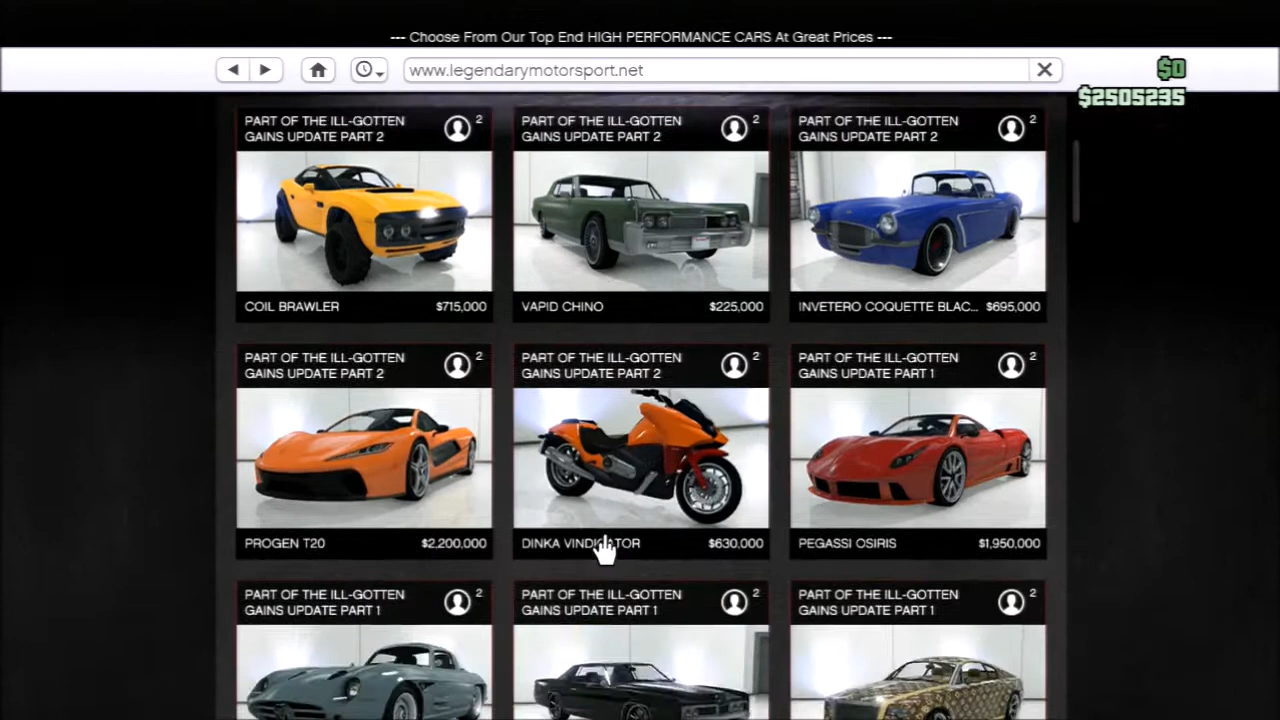 --- Choose From Our Top End HIGH PERFORMANCE CARS At Great Prices ---
www.legendarymotorsport.net
$0
$2505235
PART OF THE ILL-GOTTEN
GAINS UPDATE PART 2
2
PART OF THE ILL-GOTTEN
GAINS UPDATE PART 2
2
PART OF THE ILL-GOTTEN
GAINS UPDATE PART 2
2
COIL BRAWLER $715,000
VAPID CHINO $225,000
INVETERO COQUETTE BLAC... $695,000
PART OF THE ILL-GOTTEN
GAINS UPDATE PART 2
2
PART OF THE ILL-GOTTEN
GAINS UPDATE PART 2
2
PART OF THE ILL-GOTTEN
GAINS UPDATE PART 1
2
PROGEN T20 $2,200,000
DINKA VINDICATOR $630,000
PEGASSI OSIRIS $1,950,000
PART OF THE ILL-GOTTEN
GAINS UPDATE PART 1
2
PART OF THE ILL-GOTTEN
GAINS UPDATE PART 1
2
PART OF THE ILL-GOTTEN
GAINS UPDATE PART 1
2